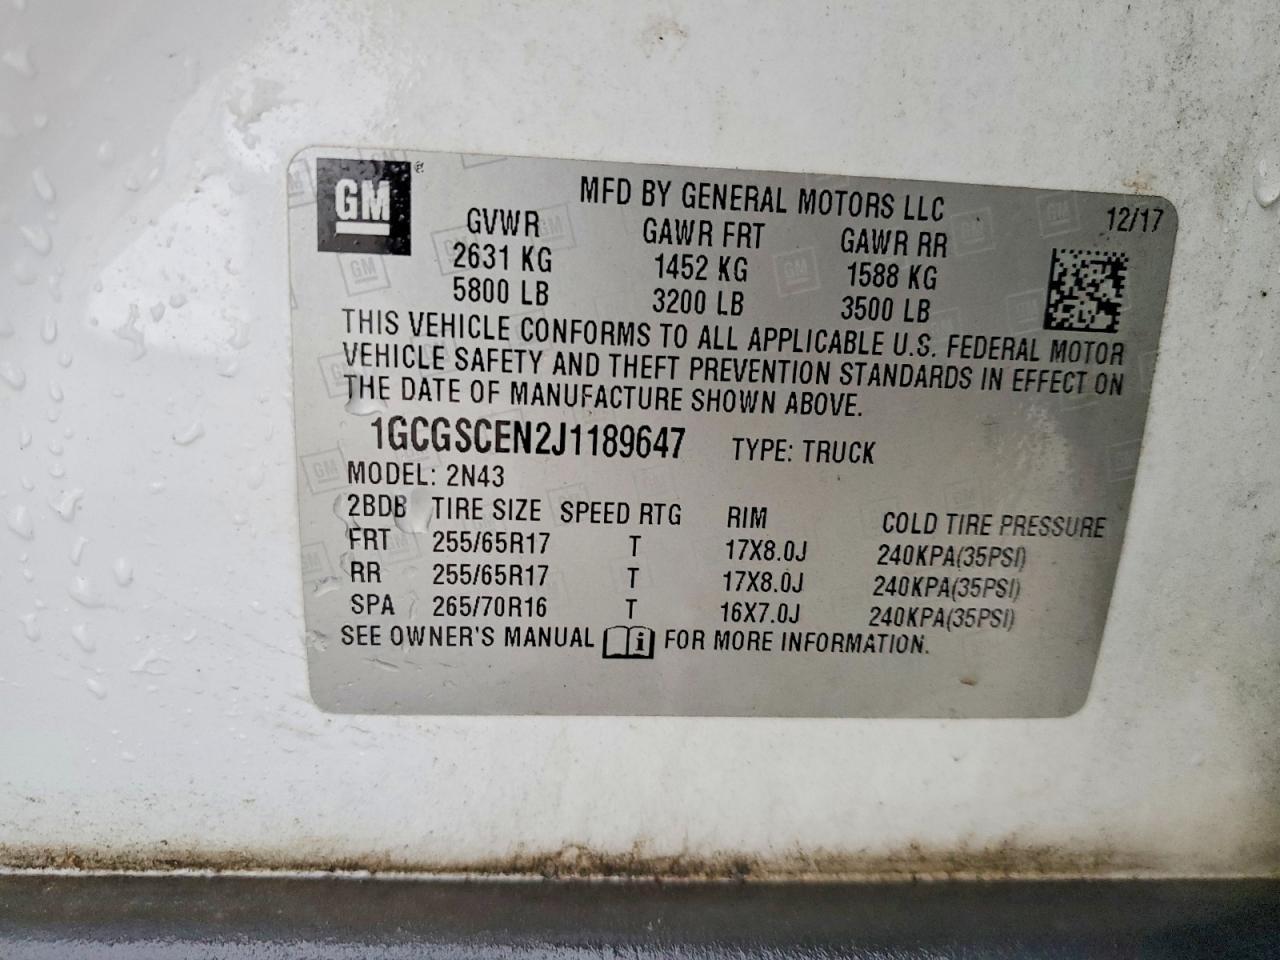 GM ®
MFD BY GENERAL MOTORS LLC 12/17
GVWR GAWR FRT GAWR RR
2631 KG 1452 KG 1588 KG
5800 LB 3200 LB 3500 LB
THIS VEHICLE CONFORMS TO ALL APPLICABLE U.S. FEDERAL MOTOR
VEHICLE SAFETY AND THEFT PREVENTION STANDARDS IN EFFECT ON
THE DATE OF MANUFACTURE SHOWN ABOVE.
1GCGSCEN2J1189647 TYPE: TRUCK
MODEL: 2N43
2BDB TIRE SIZE SPEED RTG RIM COLD TIRE PRESSURE
FRT 255/65R17 T 17X8.0J 240KPA(35PSI)
RR 255/65R17 T 17X8.0J 240KPA(35PSI)
SPA 265/70R16 T 16X7.0J 240KPA(35PSI)
SEE OWNER'S MANUAL i FOR MORE INFORMATION.